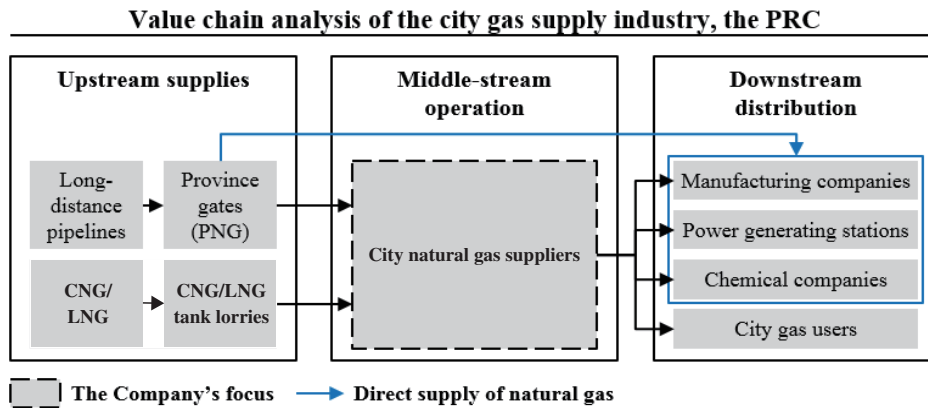 Value chain analysis of the city gas supply industry, the PRC
Upstream supplies
Middle-stream
operation
Downstream
distribution
Long-
distance
pipelines
Province
gates
(PNG)
CNG/
LNG
CNG/LNG
tank lorries
City natural gas suppliers
Manufacturing companies
Power generating stations
Chemical companies
City gas users
The Company's focus
Direct supply of natural gas